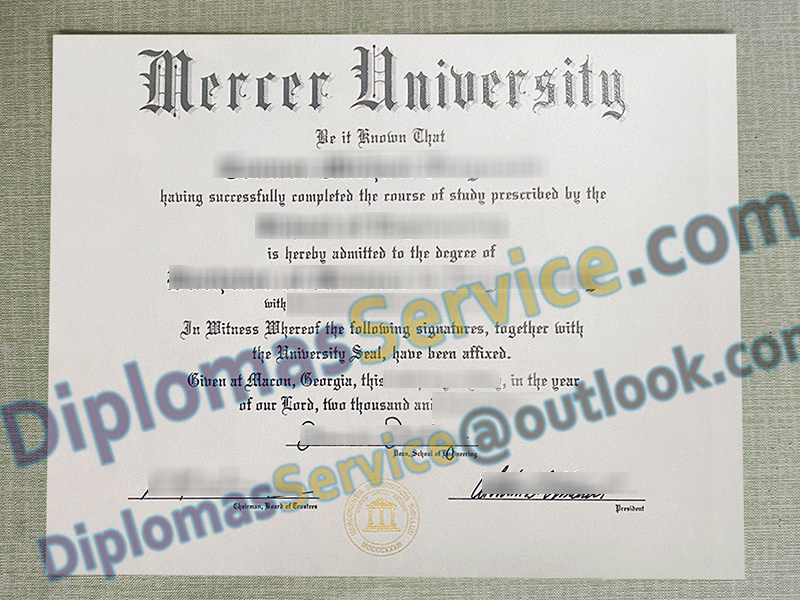 Mercer University
Be it Known That
having successfully completed the course of study prescribed by the
is hereby admitted to the degree of
with
In Witness Whereof the following signatures, together with
the University Seal, have been affixed.
Given at Macon, Georgia, this , in the year
of our Lord, two thousand an
Dean, School of Engineering
Chairman, Board of Trustees
President
MDCCCXXXIII
DiplomasService.com
DiplomasService@outlook.com